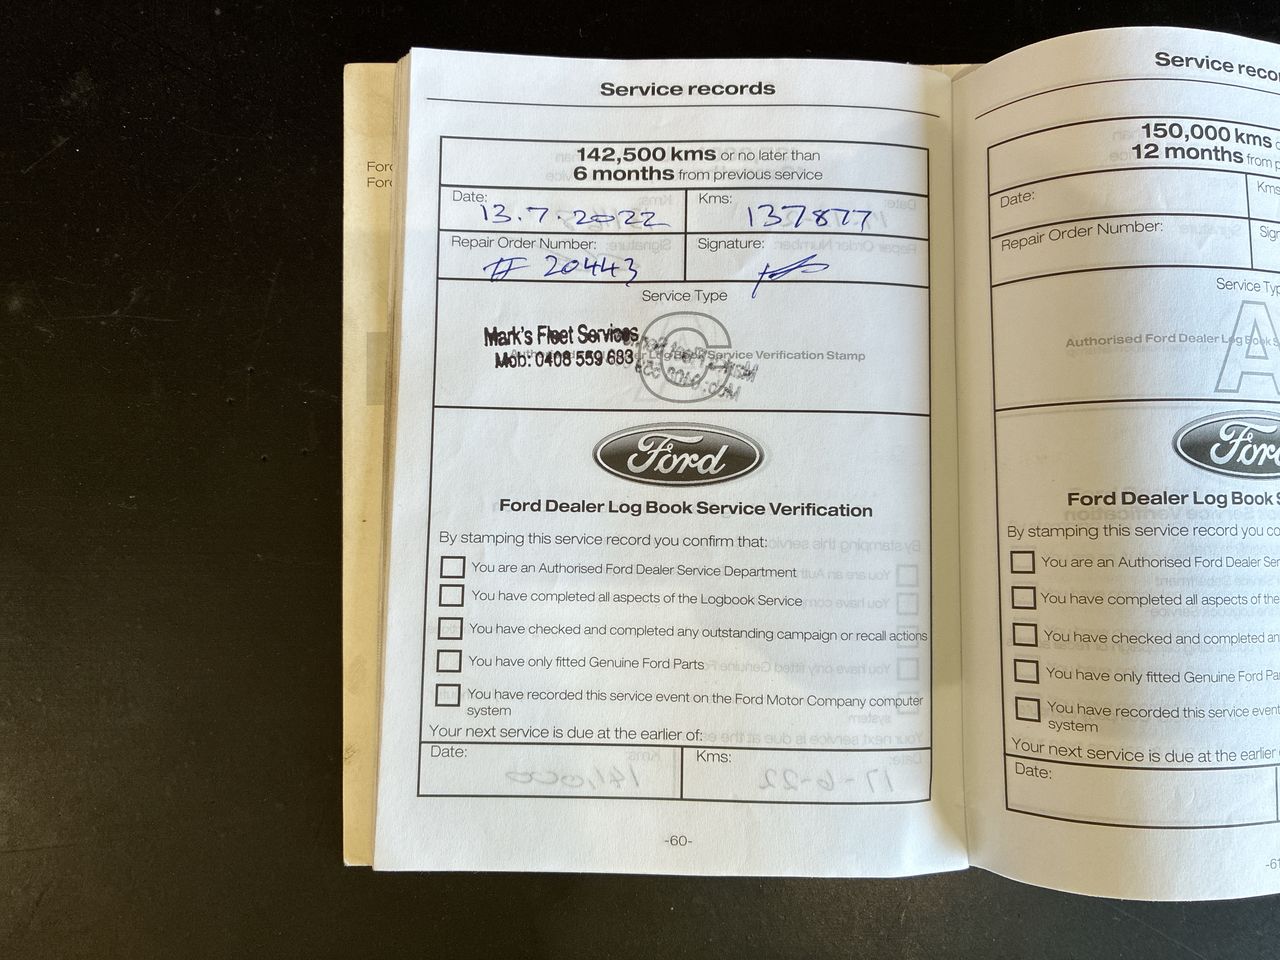 Service records
142,500 kms or no later than
6 months from previous service
Date: 13.7.2022 Kms: 137877
Repair Order Number: # 20443 Signature:
Service Type
Mark's Fleet Services
Mob: 0408 559 683
Log Book Service Verification Stamp
C
Ford
Ford Dealer Log Book Service Verification
By stamping this service record you confirm that:
You are an Authorised Ford Dealer Service Department
You have completed all aspects of the Logbook Service
You have checked and completed any outstanding campaign or recall actions
You have only fitted Genuine Ford Parts
You have recorded this service event on the Ford Motor Company computer
system
Your next service is due at the earlier of:
Date: Kms:
-60-
Service
150,000 kms
12 months from
Date: Kms
Repair Order Number:
Service
Authorised Ford Dealer Log Book
A
Ford
Ford Dealer Log Book
By stamping this service record you
You are an Authorised Ford Dealer
You have completed all aspects of the
You have checked and completed
You have only fitted Genuine Ford
You have recorded this service event
system
Your next service is due at the earlier
Date:
-61